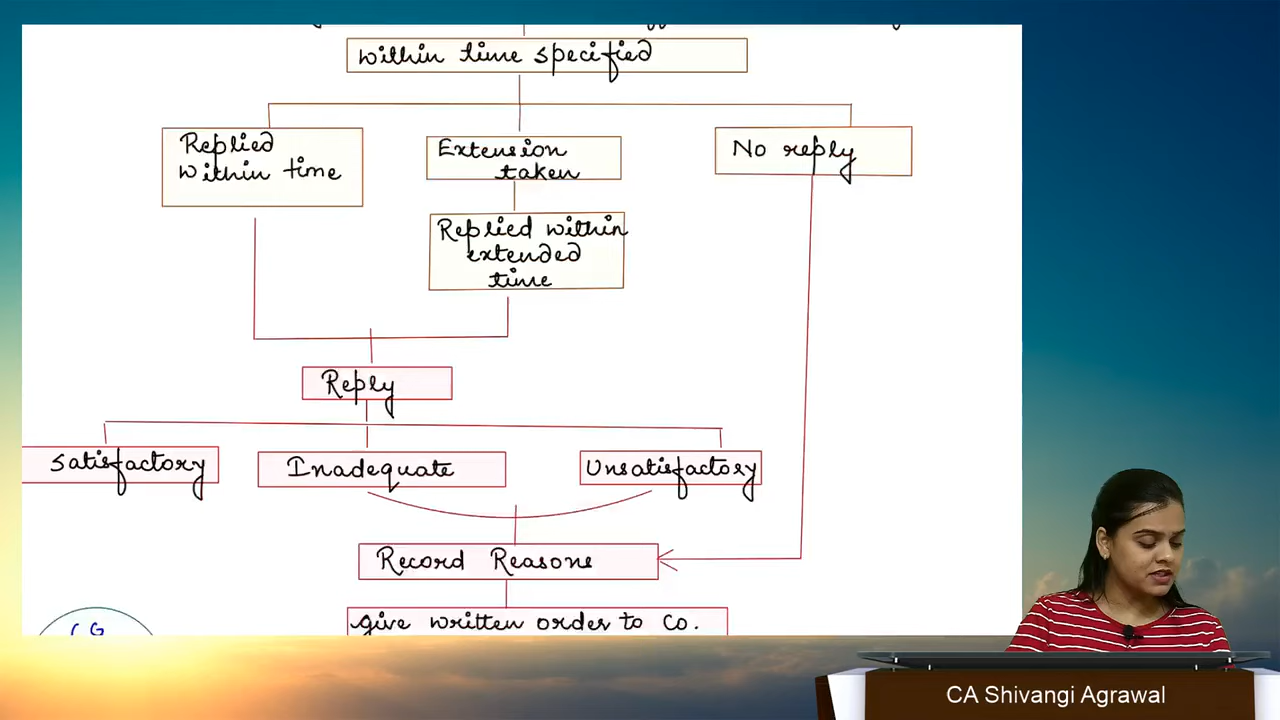 within time specified
Replied
within time
Extension
taken
No reply
Replied within
extended
time
Reply
Satisfactory
Inadequate
Unsatisfactory
Record Reasons
give written order to Co.
CG
CA Shivangi Agrawal